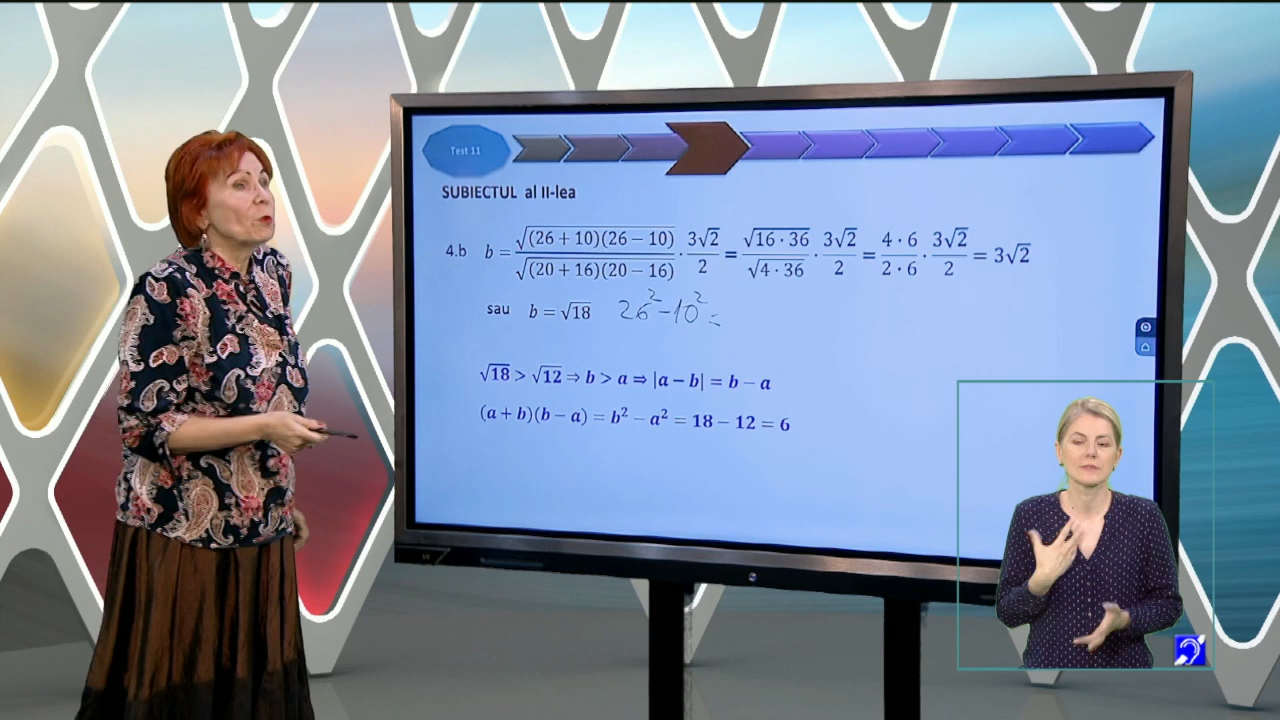 Test 11
SUBIECTUL al II-lea
4.b b = √((26 + 10)(26 − 10)) / √((20 + 16)(20 − 16)) · 3√2 / 2 = √(16 · 36) / √(4 · 36) · 3√2 / 2 = 4 · 6 / 2 · 6 · 3√2 / 2 = 3√2
sau b = √18 26² − 10² =
√18 > √12 ⇒ b > a ⇒ |a − b| = b − a
(a + b)(b − a) = b² − a² = 18 − 12 = 6